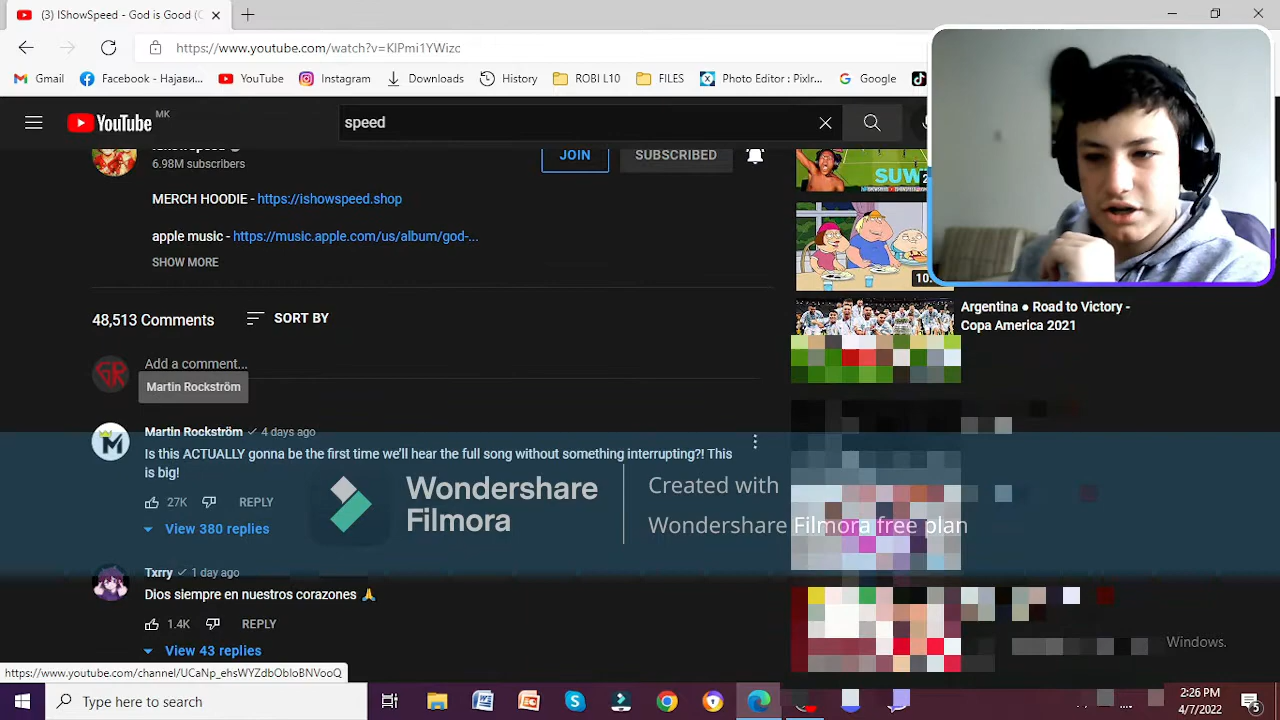 (3) IShowSpeed - God (
https://www.youtube.com/watch?v=KIPmi1YWizc
Gmail
Facebook - Најави...
YouTube
Instagram
Downloads
History
ROBI L10
FILES
Photo Editor : Pixlr...
Google
YouTube MK
speed
6.98M subscribers
JOIN
SUBSCRIBED
SUW
MERCH HOODIE - https://ishowspeed.shop
apple music - https://music.apple.com/us/album/god-...
SHOW MORE
10:
Argentina ● Road to Victory -
Copa America 2021
48,513 Comments
SORT BY
GR
Add a comment...
Martin Rockström
Martin Rockström 4 days ago
Is this ACTUALLY gonna be the first time we'll hear the full song without something interrupting?! This
is big!
27K
REPLY
View 380 replies
Wondershare
Filmora
Created with
Wondershare Filmora free plan
Txrry 1 day ago
Dios siempre en nuestros corazones 🙏
1.4K
REPLY
View 43 replies
Windows.
https://www.youtube.com/channel/UCANp_ehsWYZdbObIoBNVooQ
Type here to search
2:26 PM
4/7/2022
5